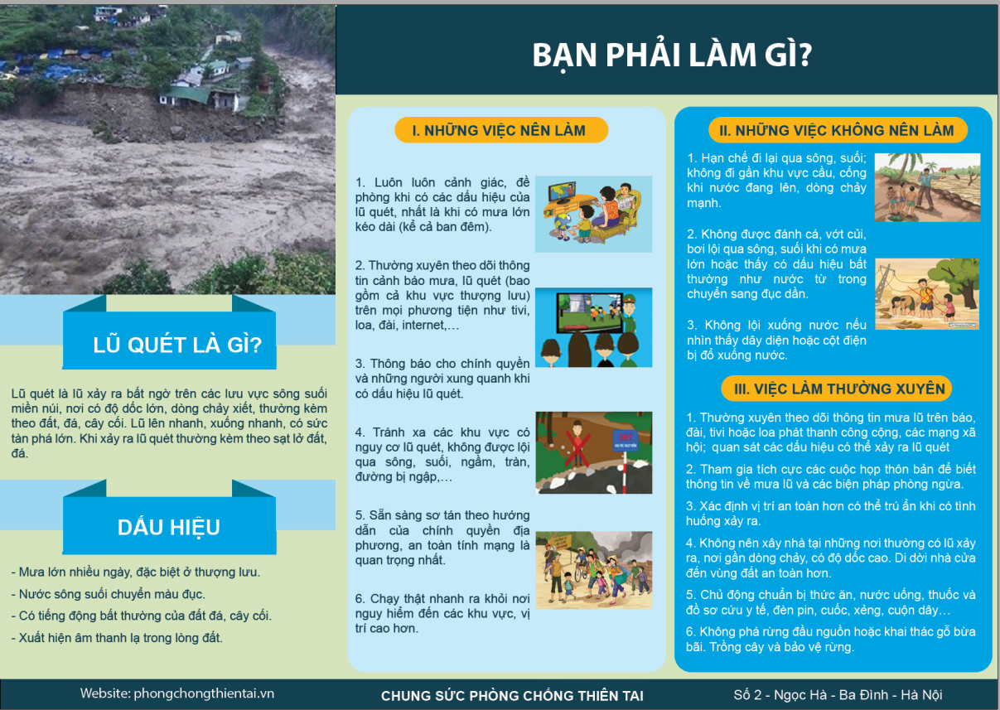 LŨ QUÉT LÀ GÌ?
Lũ quét là lũ xảy ra bất ngờ trên các lưu vực sông suối
miền núi, nơi có độ dốc lớn, dòng chảy xiết, thường kèm
theo đất, đá, cây cối. Lũ lên nhanh, xuống nhanh, có sức
tàn phá lớn. Khi xảy ra lũ quét thường kèm theo sạt lở đất,
đá.
DẤU HIỆU
- Mưa lớn nhiều ngày, đặc biệt ở thượng lưu.
- Nước sông suối chuyển màu đục.
- Có tiếng động bất thường của đất đá, cây cối.
- Xuất hiện âm thanh lạ trong lòng đất.
BẠN PHẢI LÀM GÌ?
I. NHỮNG VIỆC NÊN LÀM
1. Luôn luôn cảnh giác, đề
phòng khi có các dấu hiệu của
lũ quét, nhất là khi có mưa lớn
kéo dài (kể cả ban đêm).
2. Thường xuyên theo dõi thông
tin cảnh báo mưa, lũ quét (bao
gồm cả khu vực thượng lưu)
trên mọi phương tiện như tivi,
loa, đài, internet,…
3. Thông báo cho chính quyền
và những người xung quanh khi
có dấu hiệu lũ quét.
4. Tránh xa các khu vực có
nguy cơ lũ quét, không được lội
qua sông, suối, ngầm, tràn,
đường bị ngập,…
5. Sẵn sàng sơ tán theo hướng
dẫn của chính quyền địa
phương, an toàn tính mạng là
quan trọng nhất.
6. Chạy thật nhanh ra khỏi nơi
nguy hiểm đến các khu vực, vị
trí cao hơn.
II. NHỮNG VIỆC KHÔNG NÊN LÀM
1. Hạn chế đi lại qua sông, suối;
không đi gần khu vực cầu, cống
khi nước đang lên, dòng chảy
mạnh.
2. Không được đánh cá, vớt củi,
bơi lội qua sông, suối khi có mưa
lớn hoặc thấy có dấu hiệu bất
thường như nước từ trong
chuyển sang đục dần.
3. Không lội xuống nước nếu
nhìn thấy dây diện hoặc cột điện
bị đổ xuống nước.
III. VIỆC LÀM THƯỜNG XUYÊN
1. Thường xuyên theo dõi thông tin mưa lũ trên báo,
đài, tivi hoặc loa phát thanh công cộng, các mạng xã
hội; quan sát các dấu hiệu có thể xảy ra lũ quét
2. Tham gia tích cực các cuộc họp thôn bản để biết
thông tin về mưa lũ và các biện pháp phòng ngừa.
3. Xác định vị trí an toàn hơn có thể trú ẩn khi có tình
huống xảy ra.
4. Không nên xây nhà tại những nơi thường có lũ xảy
ra, nơi gần dòng chảy, có độ dốc cao. Di dời nhà cửa
đến vùng đất an toàn hơn.
5. Chủ động chuẩn bị thức ăn, nước uống, thuốc và
đồ sơ cứu y tế, đèn pin, cuốc, xẻng, cuộn dây…
6. Không phá rừng đầu nguồn hoặc khai thác gỗ bừa
bãi. Trồng cây và bảo vệ rừng.
Website: phongchongthientai.vn
CHUNG SỨC PHÒNG CHỐNG THIÊN TAI
Số 2 - Ngọc Hà - Ba Đình - Hà Nội